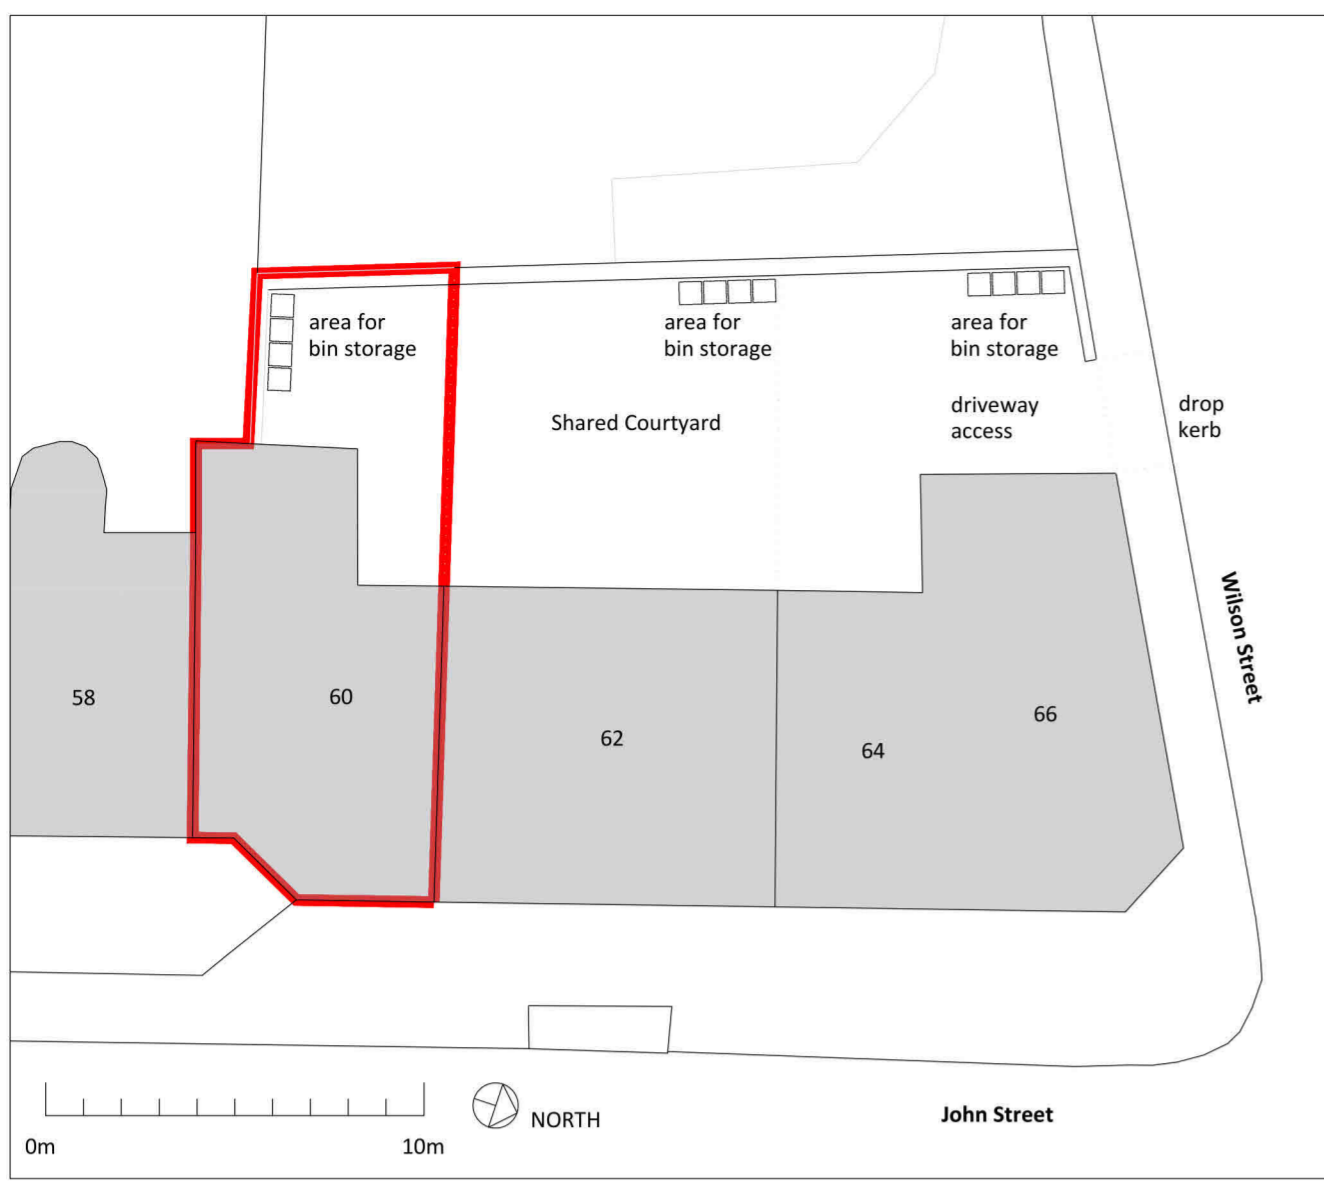 area for
bin storage
area for
bin storage
area for
bin storage
Shared Courtyard
driveway
access
drop
kerb
Wilson Street
58
60
62
64
66
0m
10m
NORTH
John Street